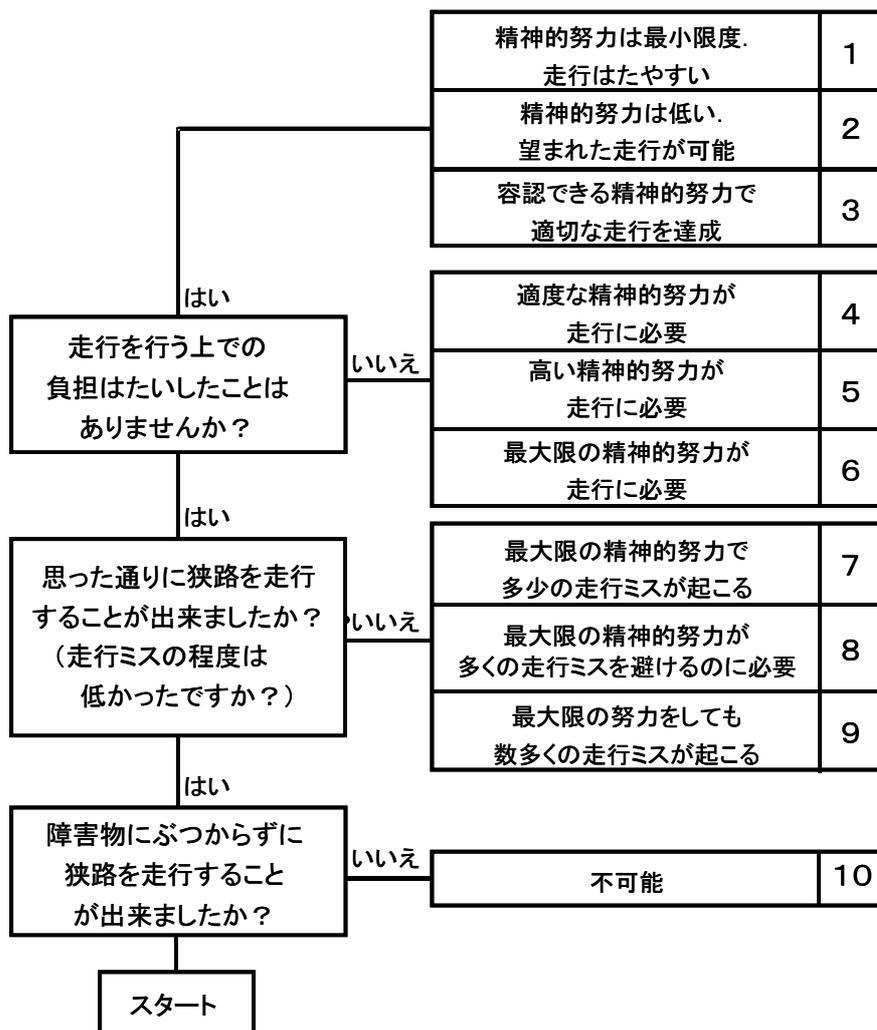 精神的努力は最小限度.
走行はたやすい
1
精神的努力は低い.
望まれた走行が可能
2
容認できる精神的努力で
適切な走行を達成
3
はい
走行を行う上での
負担はたいしたことは
ありませんか？
いいえ
適度な精神的努力が
走行に必要
4
高い精神的努力が
走行に必要
5
最大限の精神的努力が
走行に必要
6
はい
思った通りに狭路を走行
することが出来ましたか？
（走行ミスの程度は
低かったですか？）
いいえ
最大限の精神的努力で
多少の走行ミスが起こる
7
最大限の精神的努力が
多くの走行ミスを避けるのに必要
8
最大限の努力をしても
数多くの走行ミスが起こる
9
はい
障害物にぶつからずに
狭路を走行すること
が出来ましたか？
いいえ
不可能
10
スタート